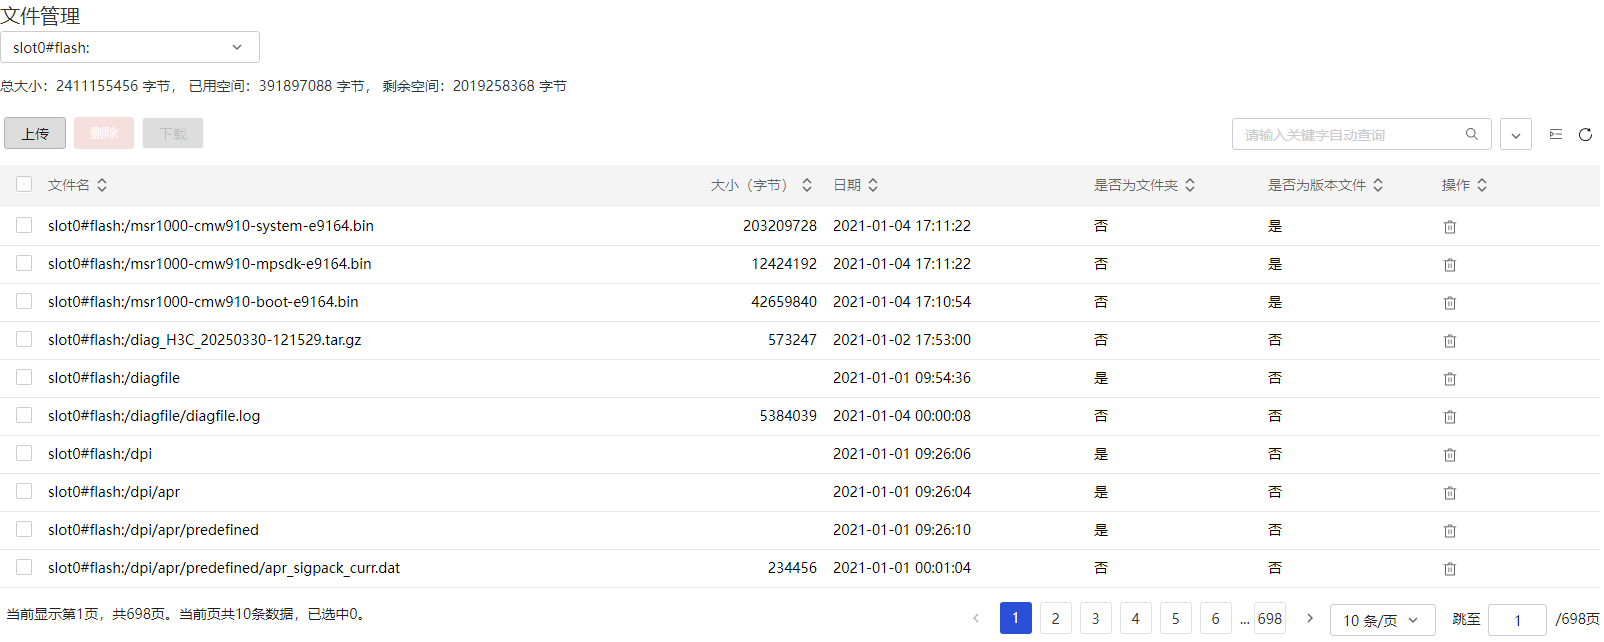 文件管理
slot0#flash:
总大小：2411155456 字节， 已用空间：391897088 字节， 剩余空间：2019258368 字节
上传 删除 下载 请输入关键字自动查询
文件名 大小（字节） 日期 是否为文件夹 是否为版本文件 操作
slot0#flash:/msr1000-cmw910-system-e9164.bin 203209728 2021-01-04 17:11:22 否 是
slot0#flash:/msr1000-cmw910-mpsdk-e9164.bin 12424192 2021-01-04 17:11:22 否 是
slot0#flash:/msr1000-cmw910-boot-e9164.bin 42659840 2021-01-04 17:10:54 否 是
slot0#flash:/diag_H3C_20250330-121529.tar.gz 573247 2021-01-02 17:53:00 否 否
slot0#flash:/diagfile 2021-01-01 09:54:36 是 否
slot0#flash:/diagfile/diagfile.log 5384039 2021-01-04 00:00:08 否 否
slot0#flash:/dpi 2021-01-01 09:26:06 是 否
slot0#flash:/dpi/apr 2021-01-01 09:26:04 是 否
slot0#flash:/dpi/apr/predefined 2021-01-01 09:26:10 是 否
slot0#flash:/dpi/apr/predefined/apr_sigpack_curr.dat 234456 2021-01-01 00:01:04 否 否
当前显示第1页，共698页。当前页共10条数据，已选中0。 1 2 3 4 5 6 ... 698 10 条/页 跳至 1 /698页